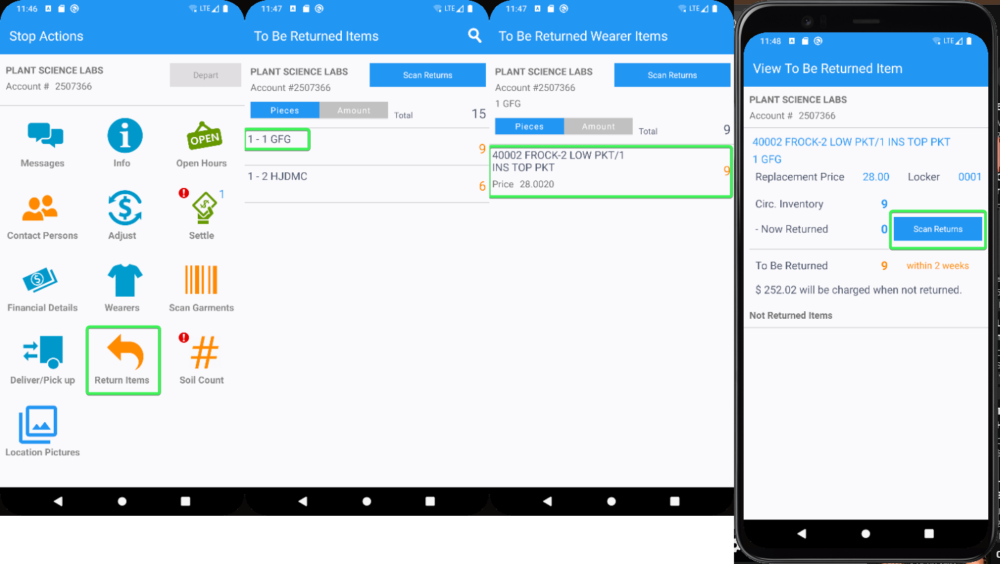 11:46 LTE
Stop Actions
PLANT SCIENCE LABS
Account # 2507366
Depart
Messages
Info
OPEN
Open Hours
Contact Persons
Adjust
1
Settle
Financial Details
Wearers
Scan Garments
Deliver/Pick up
Return Items
#
Soil Count
Location Pictures
11:47 LTE
To Be Returned Items
PLANT SCIENCE LABS
Account #2507366
Scan Returns
Pieces Amount Total 15
1 - 1 GFG
9
1 - 2 HJDMC
6
11:47 LTE
To Be Returned Wearer Items
PLANT SCIENCE LABS
Account #2507366
1 GFG
Scan Returns
Pieces Amount Total 9
40002 FROCK-2 LOW PKT/1
INS TOP PKT
9
Price 28.0020
11:48 LTE
View To Be Returned Item
PLANT SCIENCE LABS
Account # 2507366
40002 FROCK-2 LOW PKT/1 INS TOP PKT
1 GFG
Replacement Price 28.00 Locker 0001
Circ. Inventory 9
- Now Returned 0 Scan Returns
To Be Returned 9 within 2 weeks
$ 252.02 will be charged when not returned.
Not Returned Items